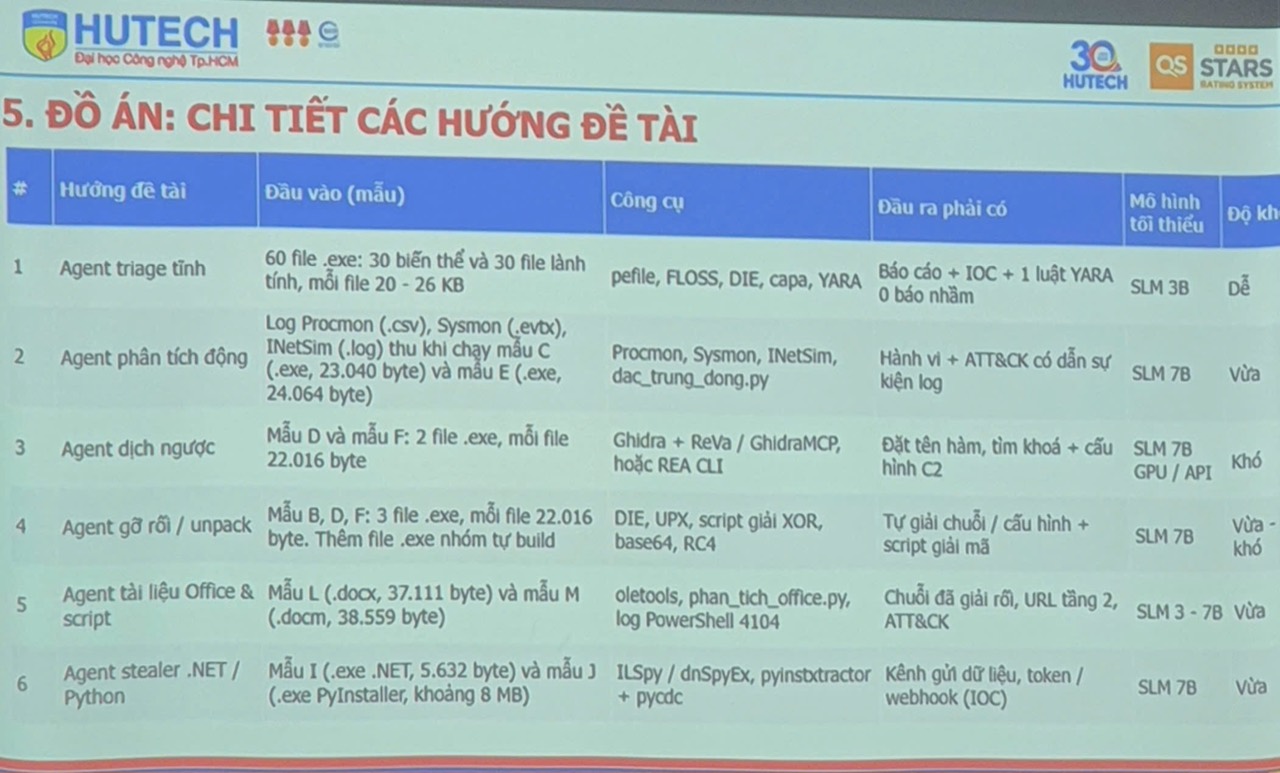 HUTECH
Đại học Công nghệ Tp.HCM
30
HUTECH
QS
STARS
RATING SYSTEM
5. ĐỒ ÁN: CHI TIẾT CÁC HƯỚNG ĐỀ TÀI
# Hướng đề tài Đầu vào (mẫu) Công cụ Đầu ra phải có Mô hình tối thiểu Độ kh
1 Agent triage tĩnh
60 file .exe: 30 biến thể và 30 file lành
tính, mỗi file 20 - 26 KB
pefile, FLOSS, DIE, capa, YARA
Báo cáo + IOC + 1 luật YARA
0 báo nhầm
SLM 3B
Dễ
2 Agent phân tích động
Log Procmon (.csv), Sysmon (.evtx),
INetSim (.log) thu khi chạy mẫu C
(.exe, 23.040 byte) và mẫu E (.exe,
24.064 byte)
Procmon, Sysmon, INetSim,
dac_trung_dong.py
Hành vi + ATT&CK có dẫn sự
kiện log
SLM 7B
Vừa
3 Agent dịch ngược
Mẫu D và mẫu F: 2 file .exe, mỗi file
22.016 byte
Ghidra + ReVa / GhidraMCP,
hoặc REA CLI
Đặt tên hàm, tìm khoá + cấu
hình C2
SLM 7B
GPU / API
Khó
4 Agent gỡ rối / unpack
Mẫu B, D, F: 3 file .exe, mỗi file 22.016
byte. Thêm file .exe nhóm tự build
DIE, UPX, script giải XOR,
base64, RC4
Tự giải chuỗi / cấu hình +
script giải mã
SLM 7B
Vừa -
khó
5 Agent tài liệu Office &
script
Mẫu L (.docx, 37.111 byte) và mẫu M
(.docm, 38.559 byte)
oletools, phan_tich_office.py,
log PowerShell 4104
Chuỗi đã giải rối, URL tầng 2,
ATT&CK
SLM 3 - 7B
Vừa
6 Agent stealer .NET /
Python
Mẫu I (.exe .NET, 5.632 byte) và mẫu J
(.exe PyInstaller, khoảng 8 MB)
ILSpy / dnSpyEx, pyinstxtractor
+ pycdc
Kênh gửi dữ liệu, token /
webhook (IOC)
SLM 7B
Vừa